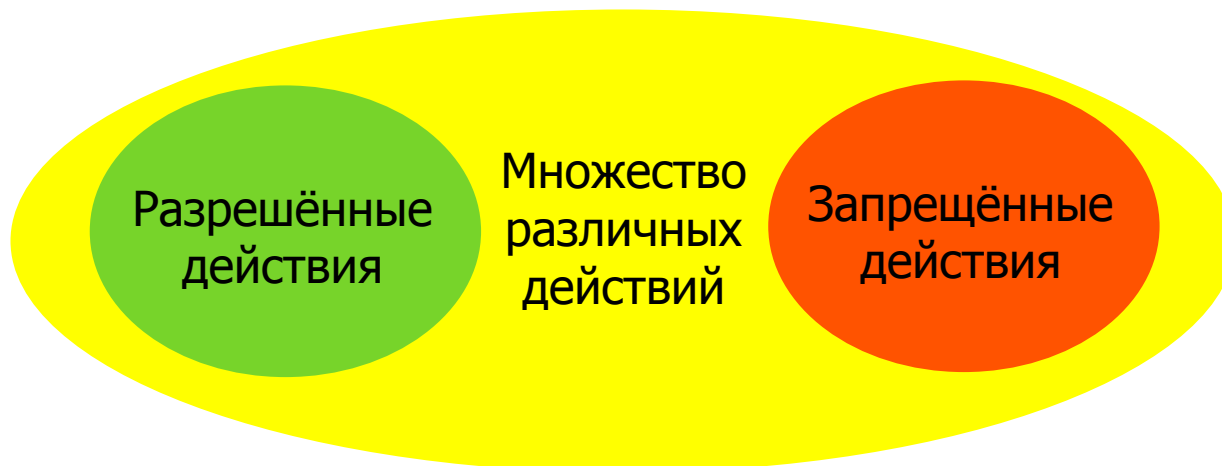 Разрешённые
действия
Множество
различных
действий
Запрещённые
действия